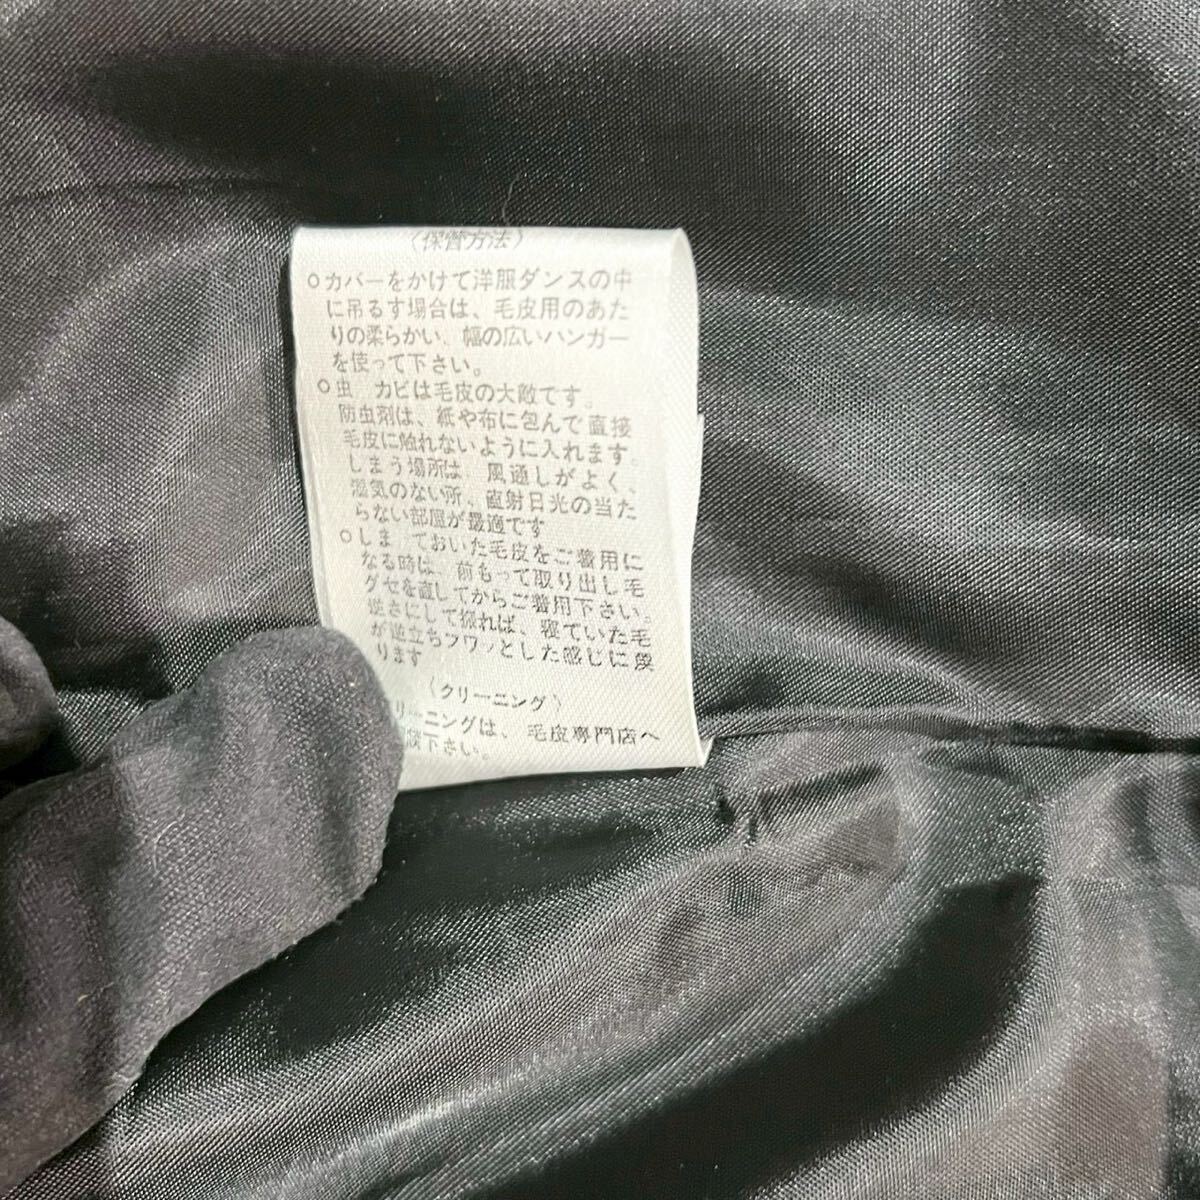 〈保管方法〉
○カバーをかけて洋服ダンスの中
に吊るす場合は、毛皮用のあた
りの柔らかい、幅の広いハンガー
を使って下さい。
○虫 カビは毛皮の大敵です。
防虫剤は、紙や布に包んで直接
毛皮に触れないように入れます。
しまう場所は 風通しがよく、
湿気のない所、直射日光の当た
らない部屋が最適です
○しま ておいた毛皮をご着用に
なる時は、前もって取り出し毛
グセを直してからご着用下さい。
逆さにして振れば、寝ていた毛
が逆立ちフワッとした感じに
ります
〈クリーニング〉
リーニングは、毛皮専門店へ
下さい。